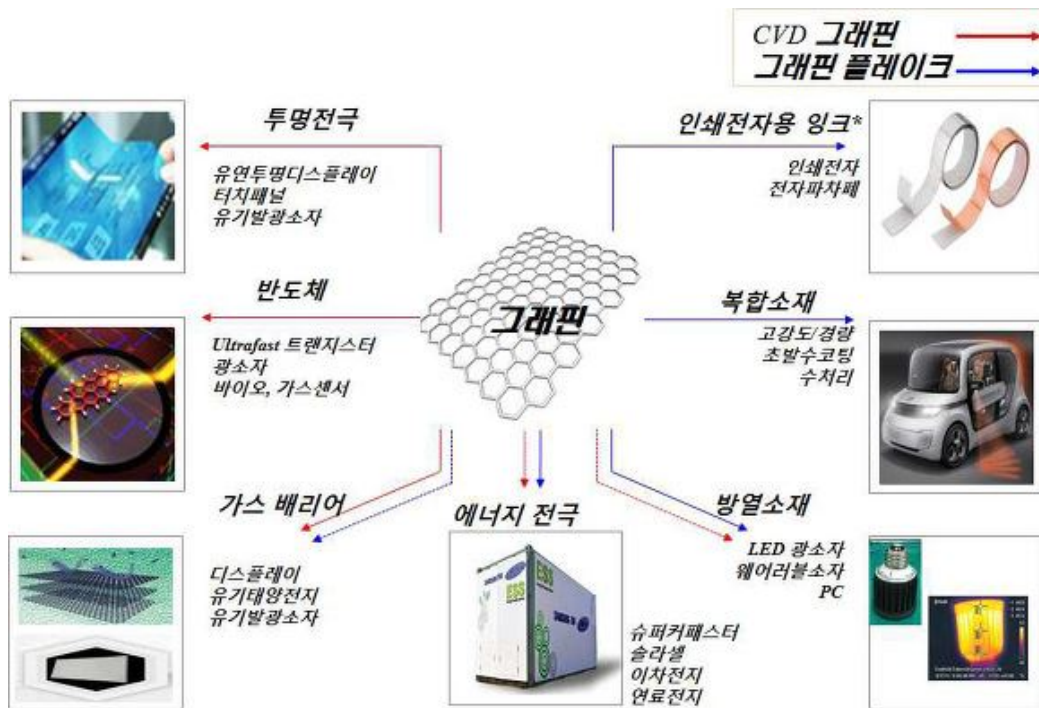 CVD 그래핀
그래핀 플레이크
투명전극
유연투명디스플레이
터치패널
유기발광소자
인쇄전자용 잉크*
인쇄전자
전자파차폐
반도체
Ultrafast 트랜지스터
광소자
바이오, 가스센서
그래핀
복합소재
고강도/경량
초발수코팅
수처리
가스 배리어
디스플레이
유기태양전지
유기발광소자
에너지 전극
ESS
ESS
슈퍼커패스터
슬라셀
이차전지
연료전지
방열소재
LED 광소자
웨어러블소자
PC